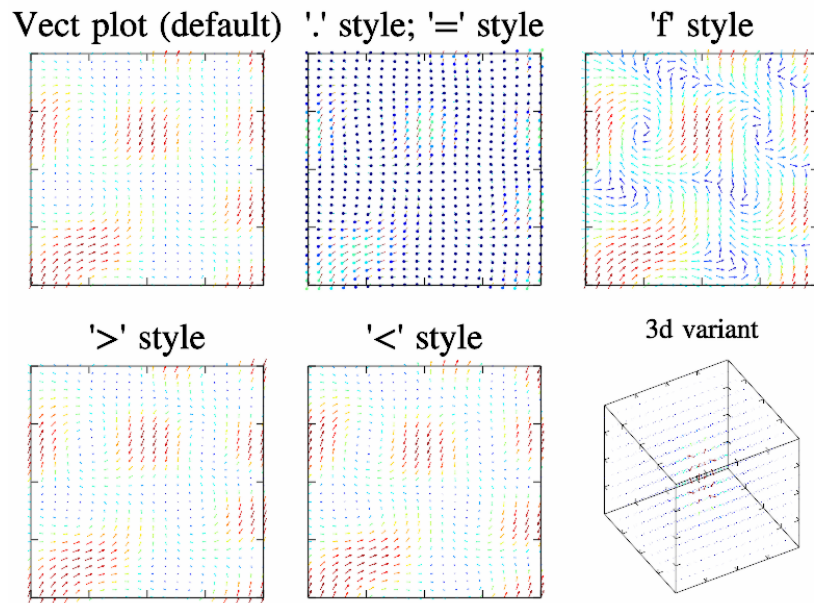 Vect plot (default)
'.' style; '=' style
'f' style
'>' style
'<' style
3d variant